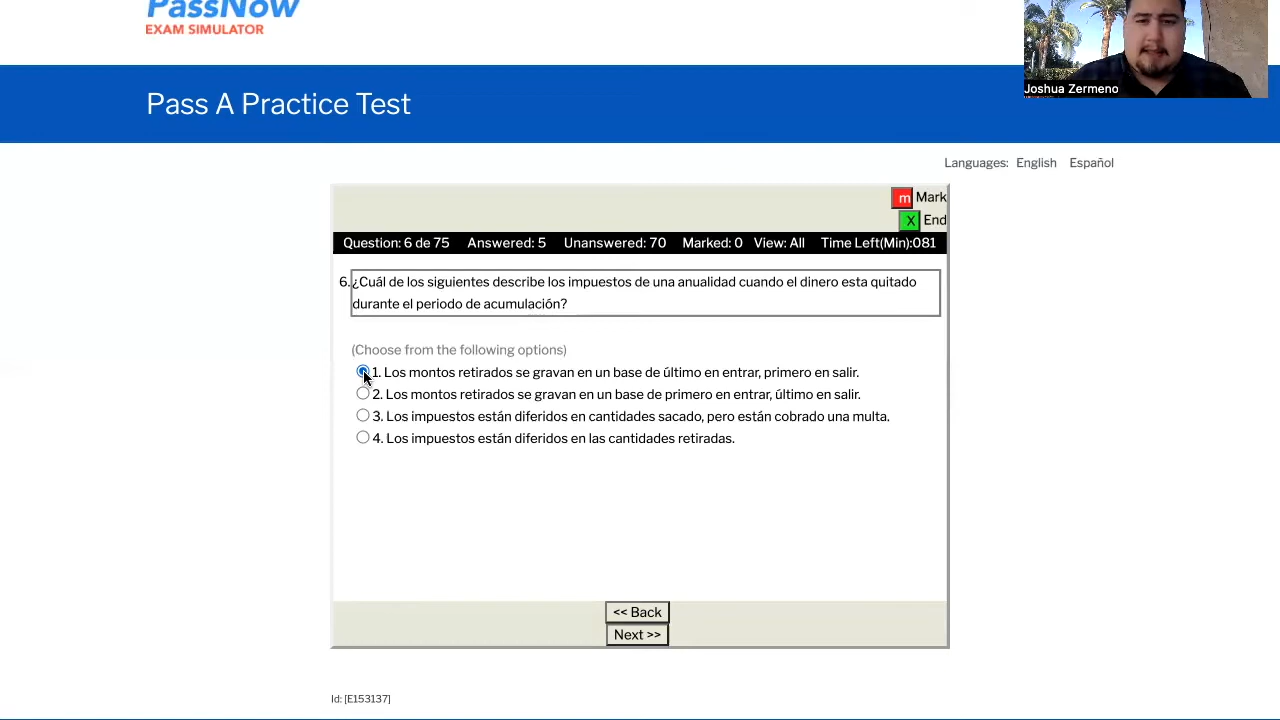 PassNow
EXAM SIMULATOR
Joshua Zermeno
Pass A Practice Test
Languages: English Español
m Mark
X End
Question: 6 de 75 Answered: 5 Unanswered: 70 Marked: 0 View: All Time Left(Min):081
6. ¿Cuál de los siguientes describe los impuestos de una anualidad cuando el dinero esta quitado
durante el periodo de acumulación?
(Choose from the following options)
1. Los montos retirados se gravan en un base de último en entrar, primero en salir.
2. Los montos retirados se gravan en un base de primero en entrar, último en salir.
3. Los impuestos están diferidos en cantidades sacado, pero están cobrado una multa.
4. Los impuestos están diferidos en las cantidades retiradas.
<< Back
Next >>
Id: [E153137]